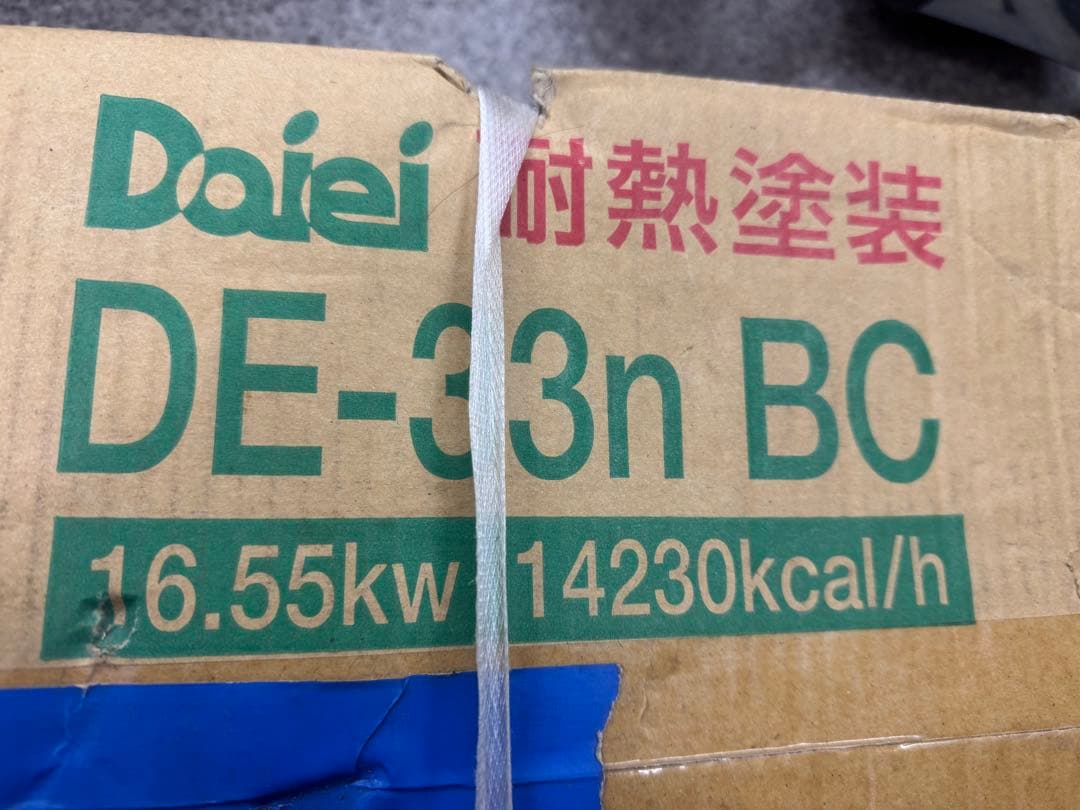 Daiei 耐熱塗装
DE-33n BC
16.55kw 14230kcal/h